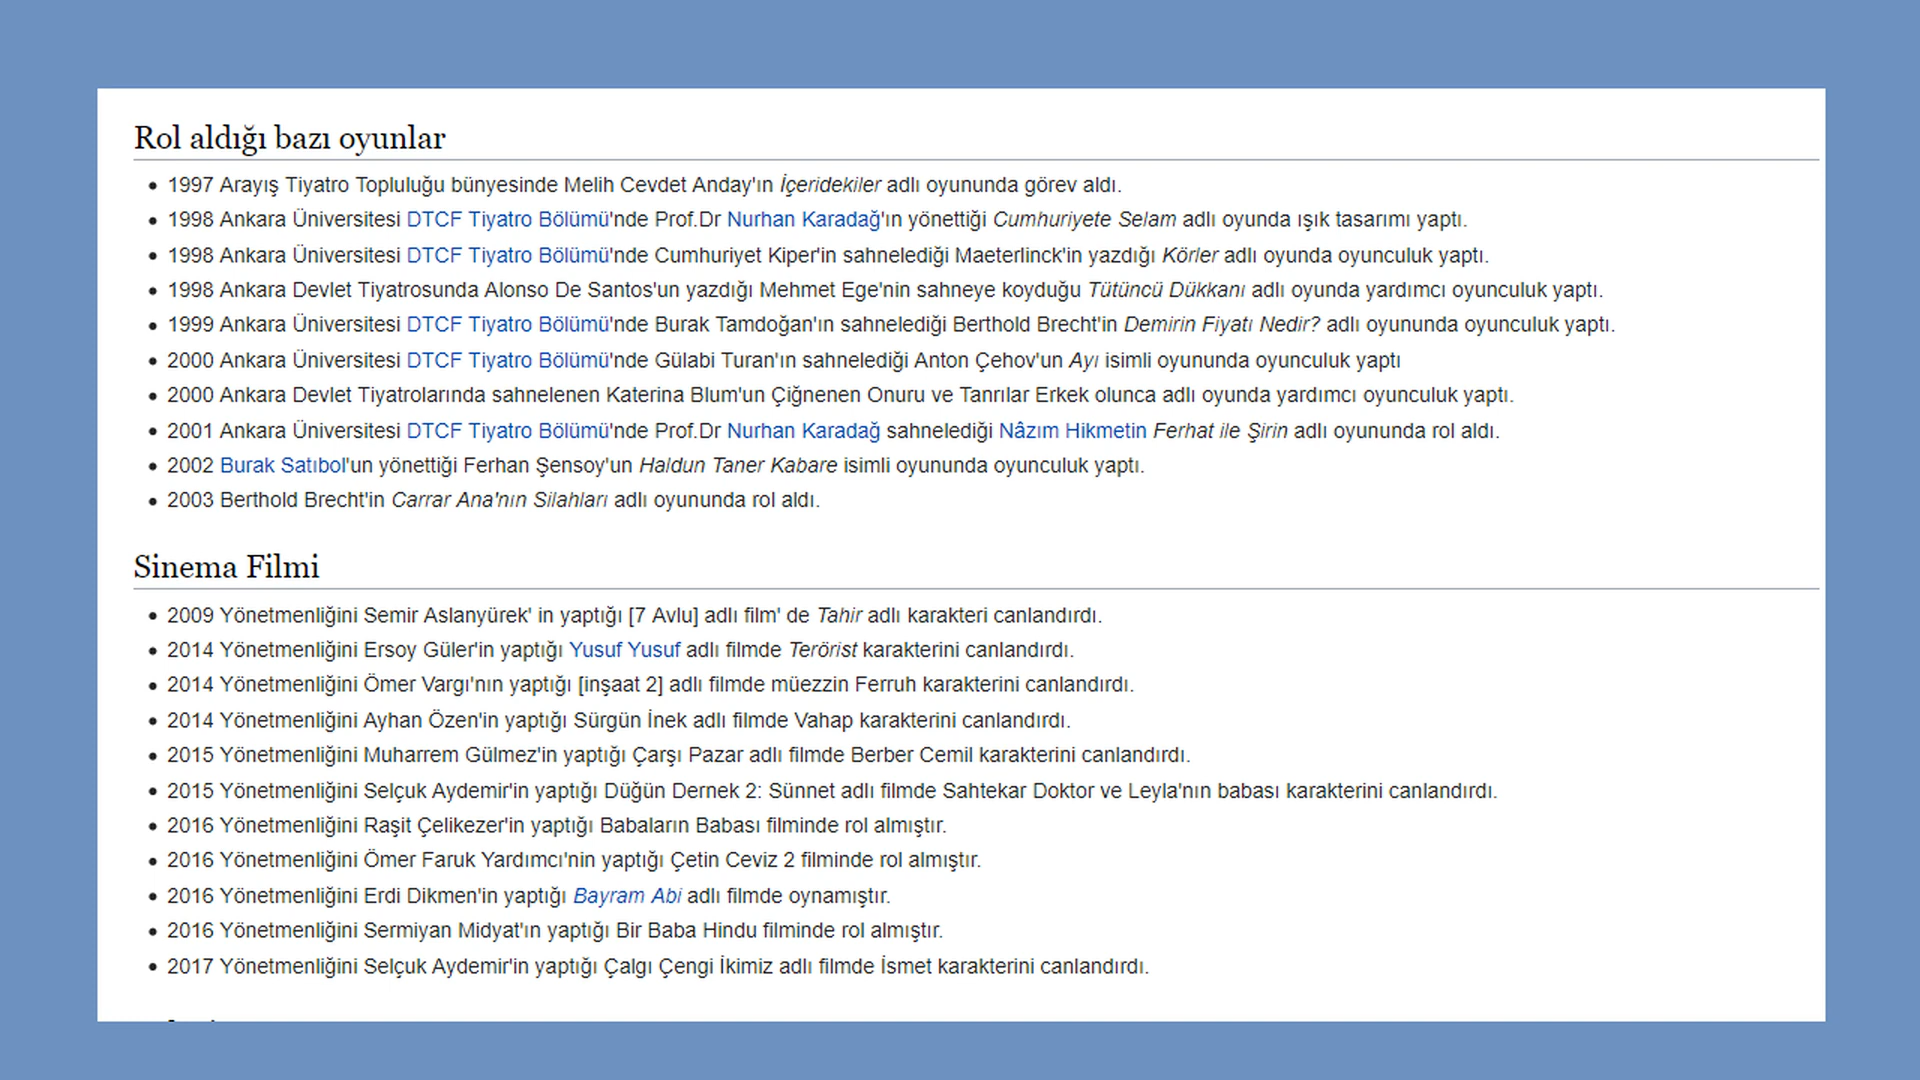 Rol aldığı bazı oyunlar
1997 Arayış Tiyatro Topluluğu bünyesinde Melih Cevdet Anday'ın İçeridekiler adlı oyununda görev aldı.
1998 Ankara Üniversitesi DTCF Tiyatro Bölümü'nde Prof.Dr Nurhan Karadağ'ın yönettiği Cumhuriyete Selam adlı oyunda ışık tasarımı yaptı.
1998 Ankara Üniversitesi DTCF Tiyatro Bölümü'nde Cumhuriyet Kiper'in sahnelediği Maeterlinck'in yazdığı Körler adlı oyunda oyunculuk yaptı.
1998 Ankara Devlet Tiyatrosunda Alonso De Santos'un yazdığı Mehmet Ege'nin sahneye koyduğu Tütüncü Dükkanı adlı oyunda yardımcı oyunculuk yaptı.
1999 Ankara Üniversitesi DTCF Tiyatro Bölümü'nde Burak Tamdoğan'ın sahnelediği Berthold Brecht'in Demirin Fiyatı Nedir? adlı oyununda oyunculuk yaptı.
2000 Ankara Üniversitesi DTCF Tiyatro Bölümü'nde Gülabi Turan'ın sahnelediği Anton Çehov'un Ayı isimli oyununda oyunculuk yaptı
2000 Ankara Devlet Tiyatrolarında sahnelenen Katerina Blum'un Çiğnenen Onuru ve Tanrılar Erkek olunca adlı oyunda yardımcı oyunculuk yaptı.
2001 Ankara Üniversitesi DTCF Tiyatro Bölümü'nde Prof.Dr Nurhan Karadağ sahnelediği Nâzım Hikmetin Ferhat ile Şirin adlı oyununda rol aldı.
2002 Burak Satıbol'un yönettiği Ferhan Şensoy'un Haldun Taner Kabare isimli oyununda oyunculuk yaptı.
2003 Berthold Brecht'in Carrar Ana'nın Silahları adlı oyununda rol aldı.
Sinema Filmi
2009 Yönetmenliğini Semir Aslanyürek' in yaptığı [7 Avlu] adlı film' de Tahir adlı karakteri canlandırdı.
2014 Yönetmenliğini Ersoy Güler'in yaptığı Yusuf Yusuf adlı filmde Terörist karakterini canlandırdı.
2014 Yönetmenliğini Ömer Vargı'nın yaptığı [inşaat 2] adlı filmde müezzin Ferruh karakterini canlandırdı.
2014 Yönetmenliğini Ayhan Özen'in yaptığı Sürgün İnek adlı filmde Vahap karakterini canlandırdı.
2015 Yönetmenliğini Muharrem Gülmez'in yaptığı Çarşı Pazar adlı filmde Berber Cemil karakterini canlandırdı.
2015 Yönetmenliğini Selçuk Aydemir'in yaptığı Düğün Dernek 2: Sünnet adlı filmde Sahtekar Doktor ve Leyla'nın babası karakterini canlandırdı.
2016 Yönetmenliğini Raşit Çelikezer'in yaptığı Babaların Babası filminde rol almıştır.
2016 Yönetmenliğini Ömer Faruk Yardımcı'nin yaptığı Çetin Ceviz 2 filminde rol almıştır.
2016 Yönetmenliğini Erdi Dikmen'in yaptığı Bayram Abi adlı filmde oynamıştır.
2016 Yönetmenliğini Sermiyan Midyat'ın yaptığı Bir Baba Hindu filminde rol almıştır.
2017 Yönetmenliğini Selçuk Aydemir'in yaptığı Çalgı Çengi İkimiz adlı filmde İsmet karakterini canlandırdı.